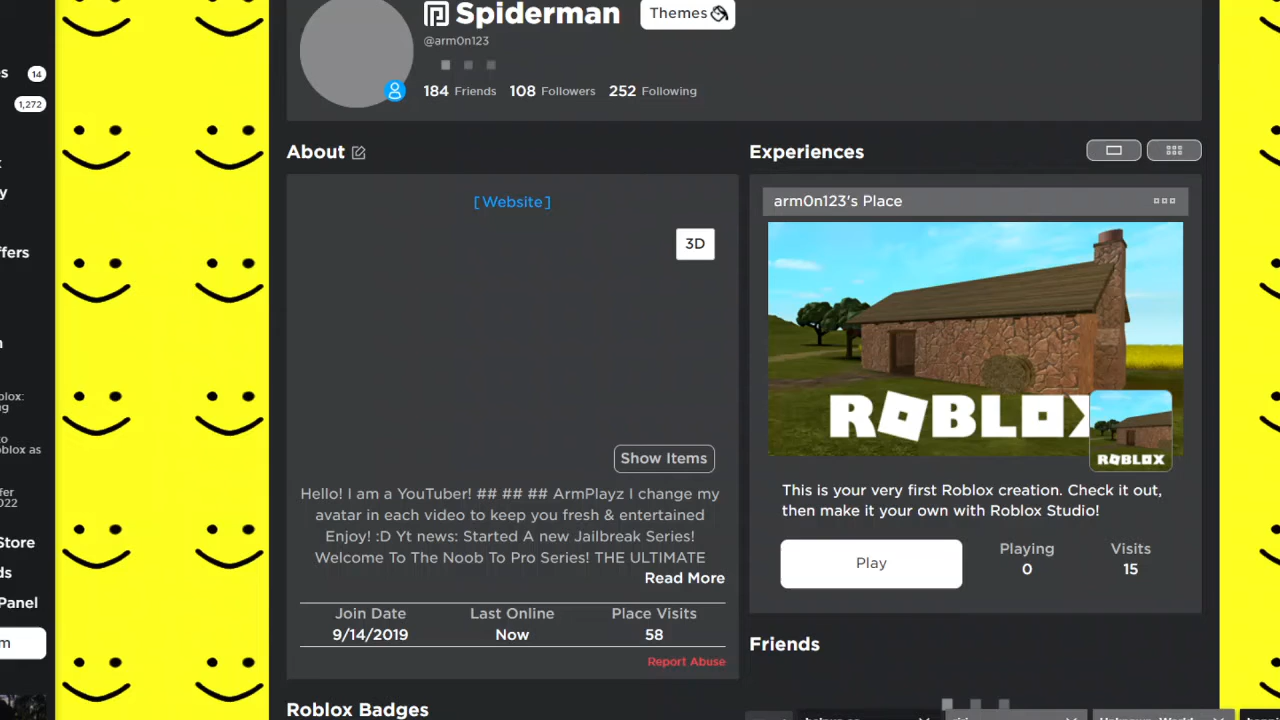 Spiderman
Themes
@arm0n123
184 Friends 108 Followers 252 Following
14
1,272
About
Experiences
[Website]
3D
Show Items
Hello! I am a YouTuber! ## ## ## ArmPlayz I change my
avatar in each video to keep you fresh & entertained
Enjoy! :D Yt news: Started A new Jailbreak Series!
Welcome To The Noob To Pro Series! THE ULTIMATE
Read More
Join Date Last Online Place Visits
9/14/2019 Now 58
Report Abuse
Roblox Badges
arm0n123's Place
ROBLOX
ROBLOX
This is your very first Roblox creation. Check it out,
then make it your own with Roblox Studio!
Play
Playing Visits
0 15
Friends
Store
Panel